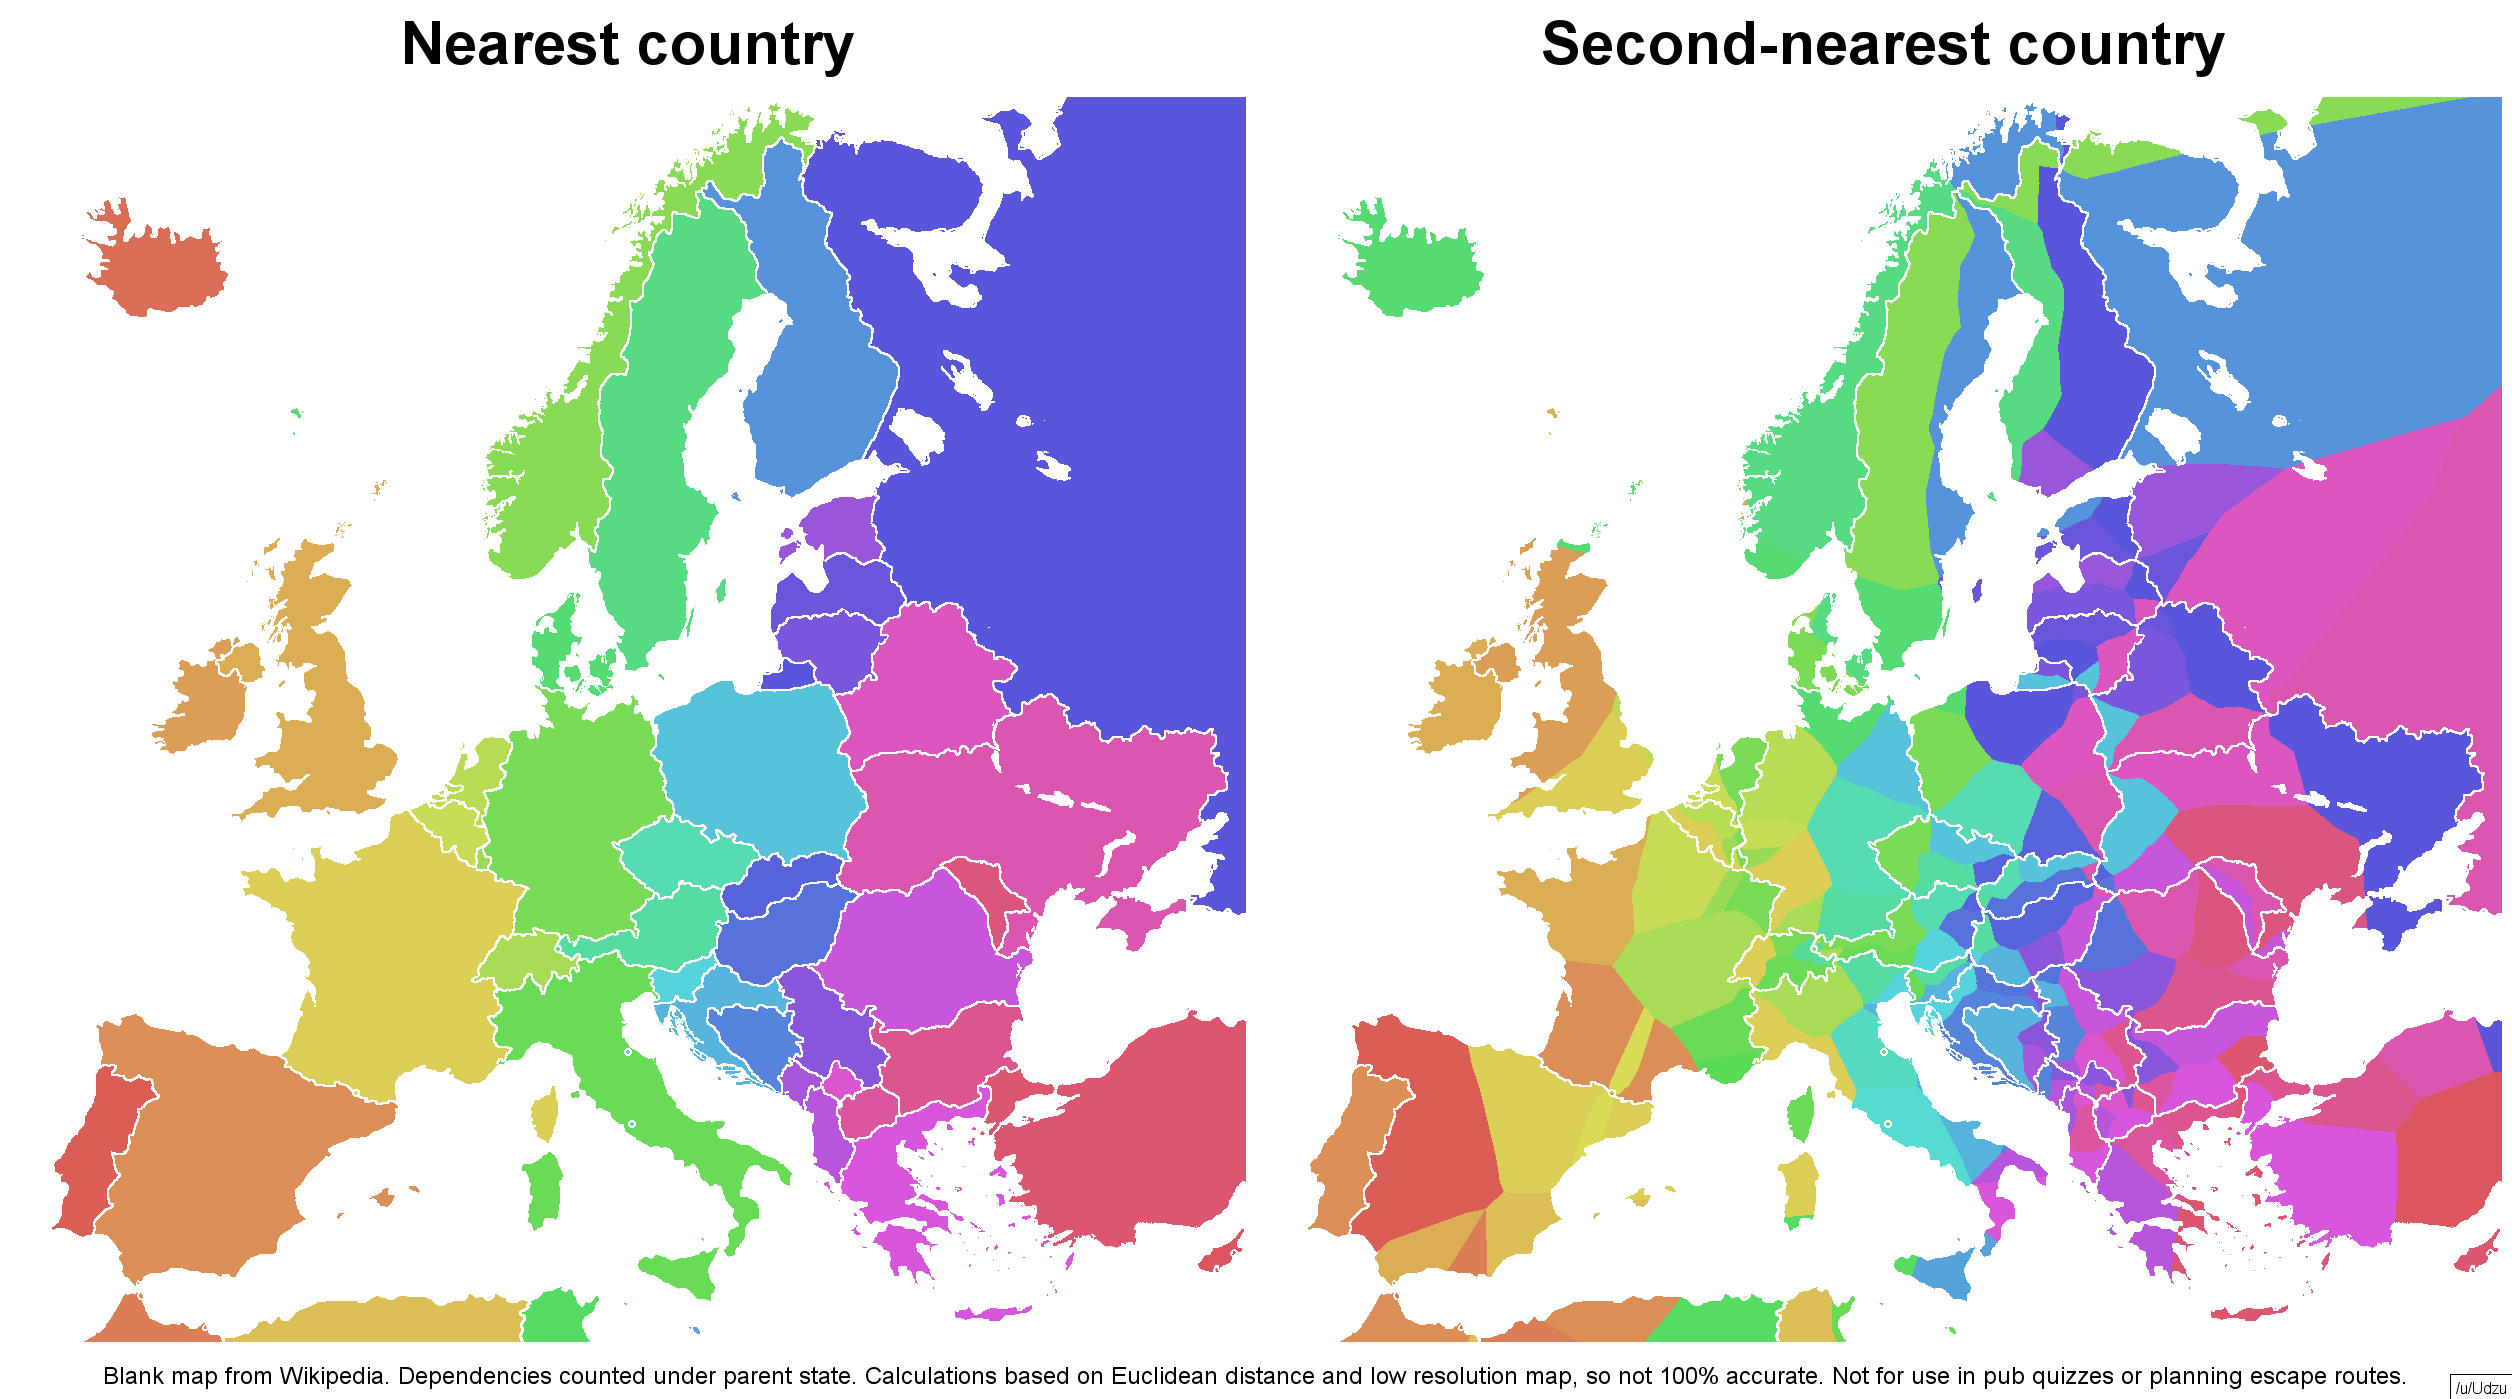 Nearest country
Second-nearest country
Blank map from Wikipedia. Dependencies counted under parent state. Calculations based on Euclidean distance and low resolution map, so not 100% accurate. Not for use in pub quizzes or planning escape routes.
/u/Udzu